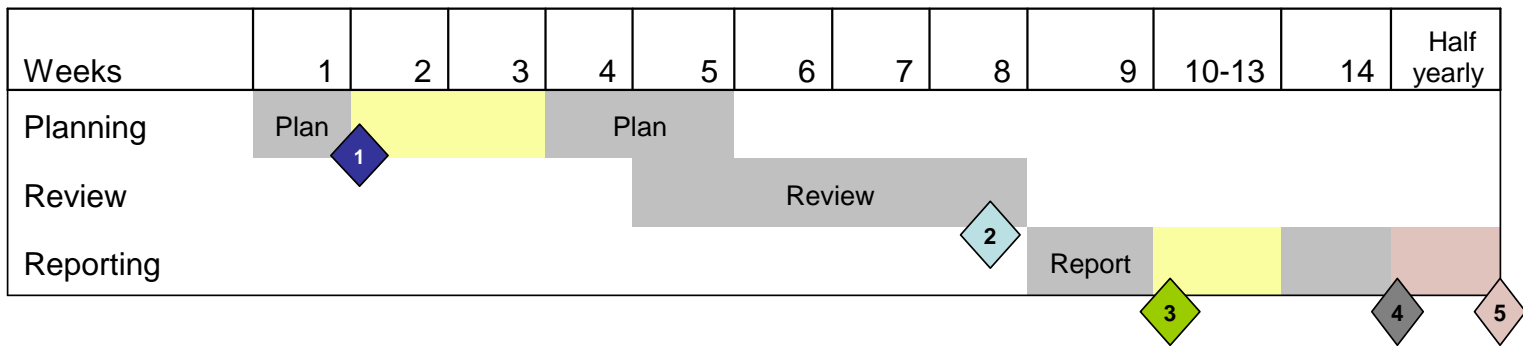 Weeks 1 2 3 4 5 6 7 8 9 10-13 14 Half yearly
Planning Plan Plan
1
Review Review
2
Reporting Report
3 4 5